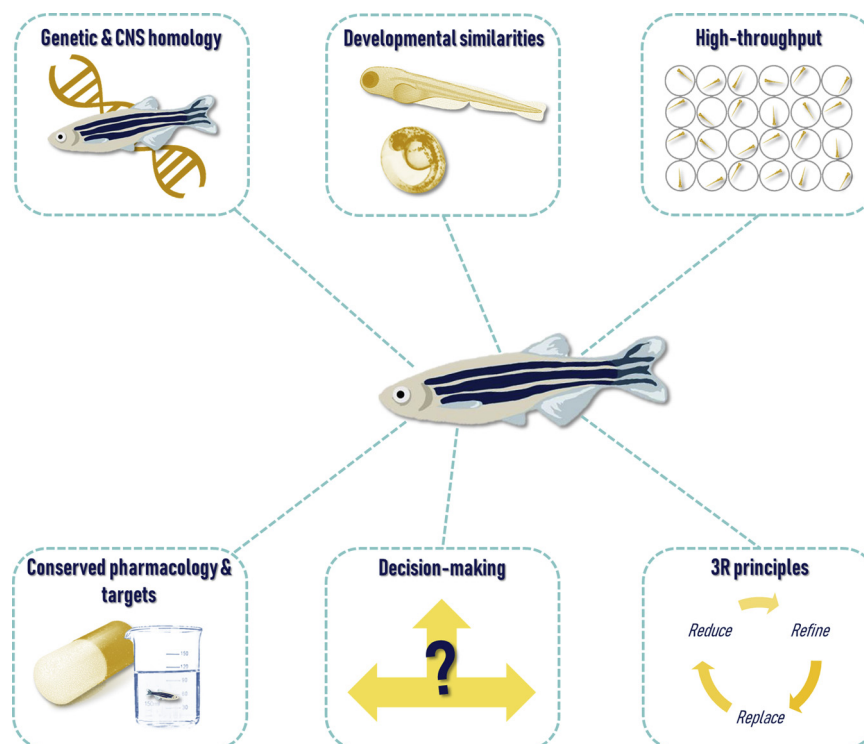 Genetic & CNS homology
Developmental similarities
High-throughput
Conserved pharmacology &
targets
Decision-making
?
3R principles
Reduce
Refine
Replace